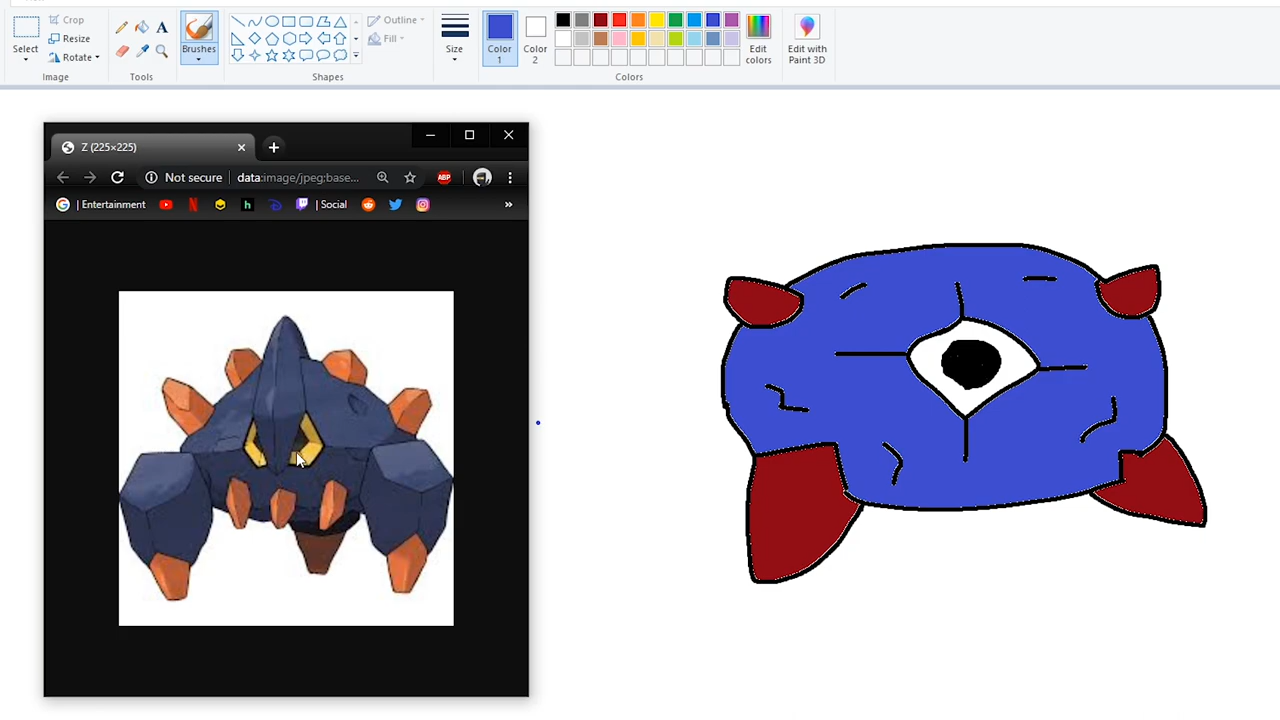 Select
Crop
Resize
Rotate
Image
A
Tools
Brushes
Outline
Fill
Shapes
Size
Color
1
Color
2
Edit
colors
Edit with
Paint 3D
Colors
Z (225×225)
Not secure data:image/jpeg;base...
ABP
G | Entertainment h | Social »